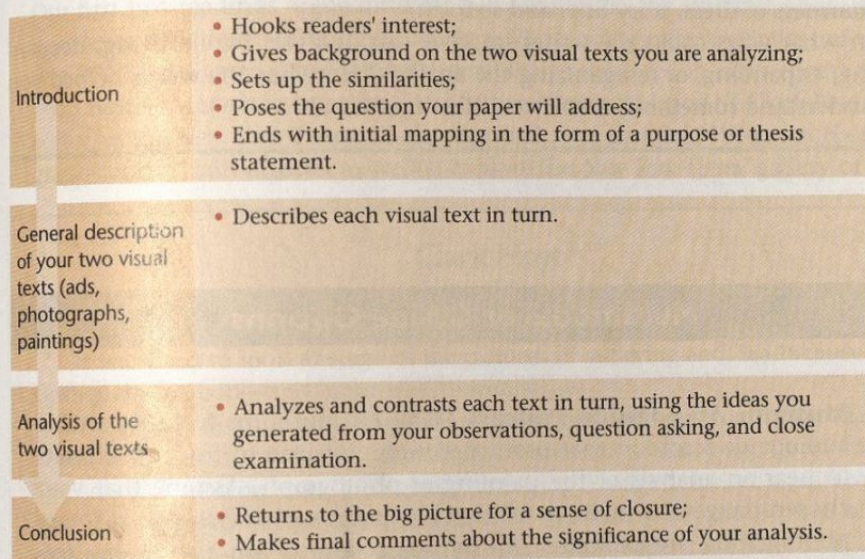 Introduction
• Hooks readers' interest;
• Gives background on the two visual texts you are analyzing;
• Sets up the similarities;
• Poses the question your paper will address;
• Ends with initial mapping in the form of a purpose or thesis
statement.
General description
of your two visual
texts (ads,
photographs,
paintings)
• Describes each visual text in turn.
Analysis of the
two visual texts
• Analyzes and contrasts each text in turn, using the ideas you
generated from your observations, question asking, and close
examination.
Conclusion
• Returns to the big picture for a sense of closure;
• Makes final comments about the significance of your analysis.